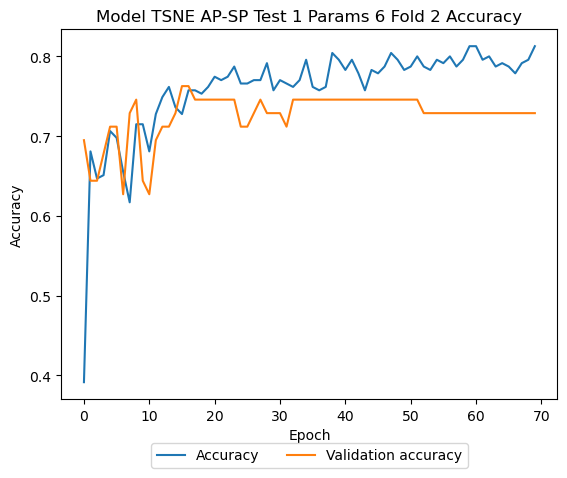 Model TSNE AP-SP Test 1 Params 6 Fold 2 Accuracy
0.8
0.7
0.6
0.5
0.4
Accuracy
0 10 20 30 40 50 60 70
Epoch
Accuracy Validation accuracy